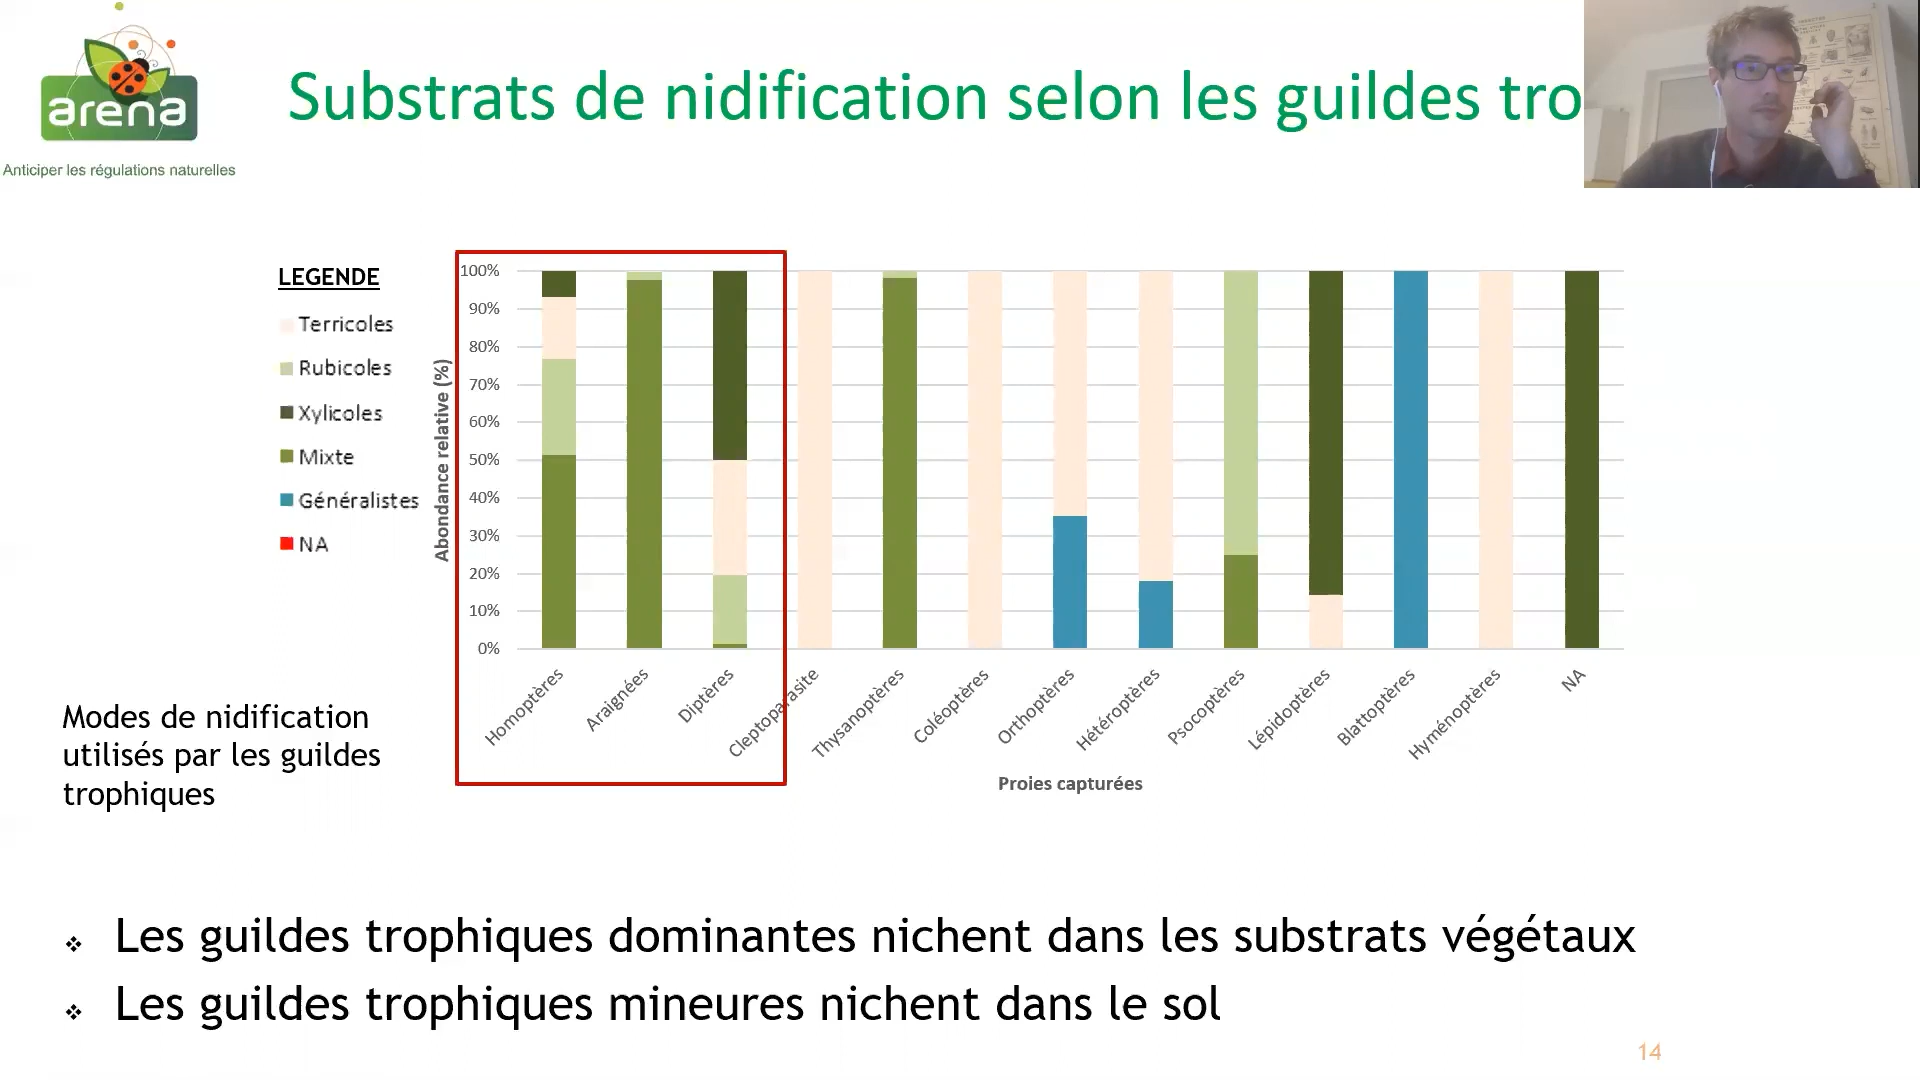 arena
Anticiper les régulations naturelles
Substrats de nidification selon les guildes tro
LEGENDE
Terricoles
Rubicoles
Xylicoles
Mixte
Généralistes
NA
Abondance relative (%)
100%
90%
80%
70%
60%
50%
40%
30%
20%
10%
0%
Homoptères
Araignées
Diptères
Cleptoparasite
Thysanoptères
Coléoptères
Orthoptères
Hétéroptères
Psocoptères
Lépidoptères
Blattoptères
Hyménoptères
NA
Proies capturées
Modes de nidification
utilisés par les guildes
trophiques
❖ Les guildes trophiques dominantes nichent dans les substrats végétaux
❖ Les guildes trophiques mineures nichent dans le sol
14